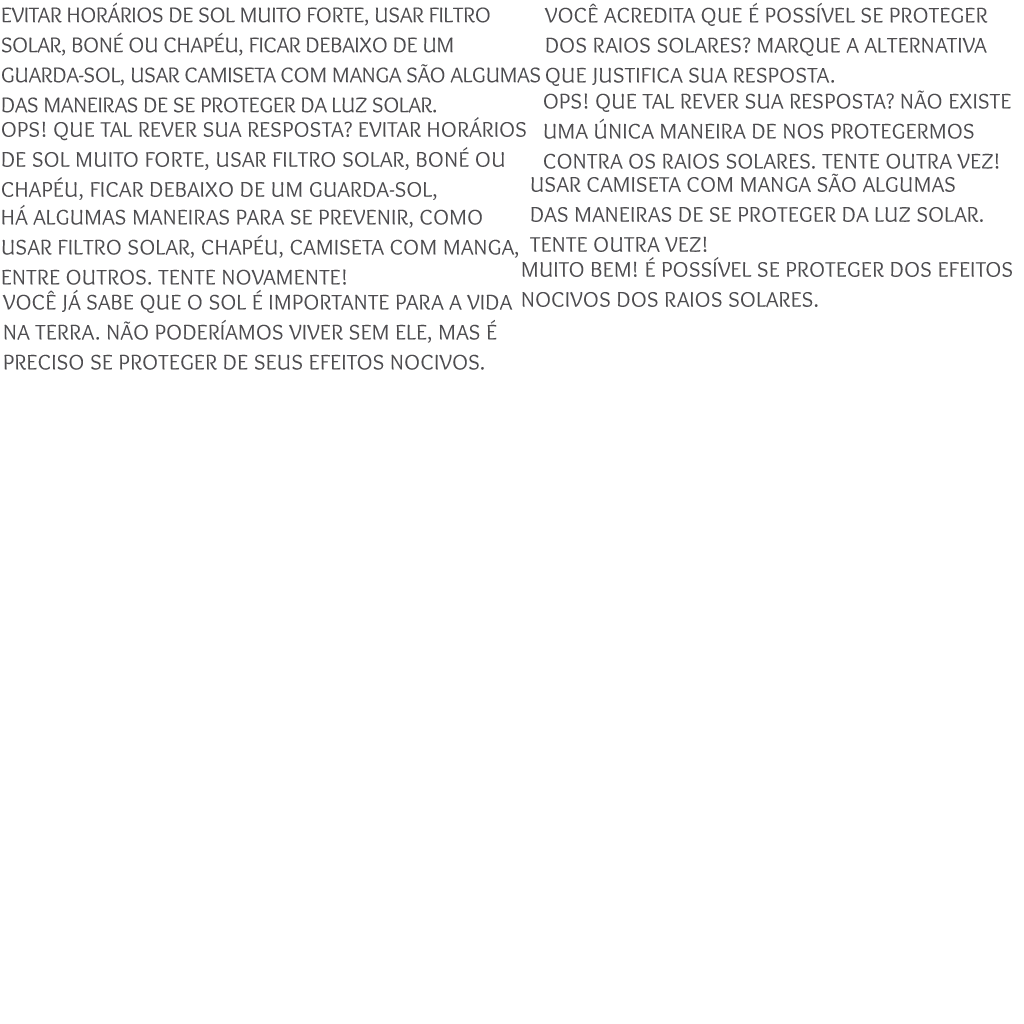 EVITAR HORÁRIOS DE SOL MUITO FORTE, USAR FILTRO
SOLAR, BONÉ OU CHAPÉU, FICAR DEBAIXO DE UM
GUARDA-SOL, USAR CAMISETA COM MANGA SÃO ALGUMAS
DAS MANEIRAS DE SE PROTEGER DA LUZ SOLAR.
OPS! QUE TAL REVER SUA RESPOSTA? EVITAR HORÁRIOS
DE SOL MUITO FORTE, USAR FILTRO SOLAR, BONÉ OU
CHAPÉU, FICAR DEBAIXO DE UM GUARDA-SOL,
HÁ ALGUMAS MANEIRAS PARA SE PREVENIR, COMO
USAR FILTRO SOLAR, CHAPÉU, CAMISETA COM MANGA,
ENTRE OUTROS. TENTE NOVAMENTE!
VOCÊ JÁ SABE QUE O SOL É IMPORTANTE PARA A VIDA
NA TERRA. NÃO PODERÍAMOS VIVER SEM ELE, MAS É
PRECISO SE PROTEGER DE SEUS EFEITOS NOCIVOS.
VOCÊ ACREDITA QUE É POSSÍVEL SE PROTEGER
DOS RAIOS SOLARES? MARQUE A ALTERNATIVA
QUE JUSTIFICA SUA RESPOSTA.
OPS! QUE TAL REVER SUA RESPOSTA? NÃO EXISTE
UMA ÚNICA MANEIRA DE NOS PROTEGERMOS
CONTRA OS RAIOS SOLARES. TENTE OUTRA VEZ!
USAR CAMISETA COM MANGA SÃO ALGUMAS
DAS MANEIRAS DE SE PROTEGER DA LUZ SOLAR.
TENTE OUTRA VEZ!
MUITO BEM! É POSSÍVEL SE PROTEGER DOS EFEITOS
NOCIVOS DOS RAIOS SOLARES.